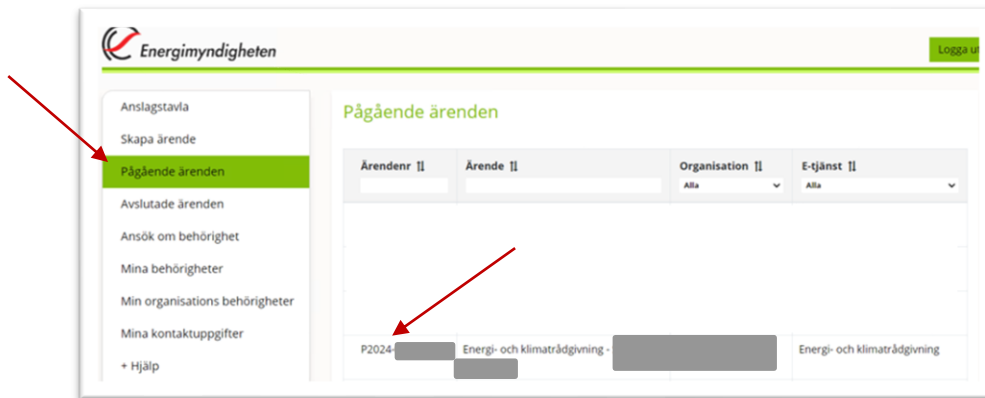 Energimyndigheten
Logga ut
Anslagstavla
Skapa ärende
Pågående ärenden
Avslutade ärenden
Ansök om behörighet
Mina behörigheter
Min organisations behörigheter
Mina kontaktuppgifter
+ Hjälp
Pågående ärenden
Ärendenr Ärende Organisation E-tjänst
Alla Alla
P2024- Energi- och klimatrådgivning - Energi- och klimatrådgivning